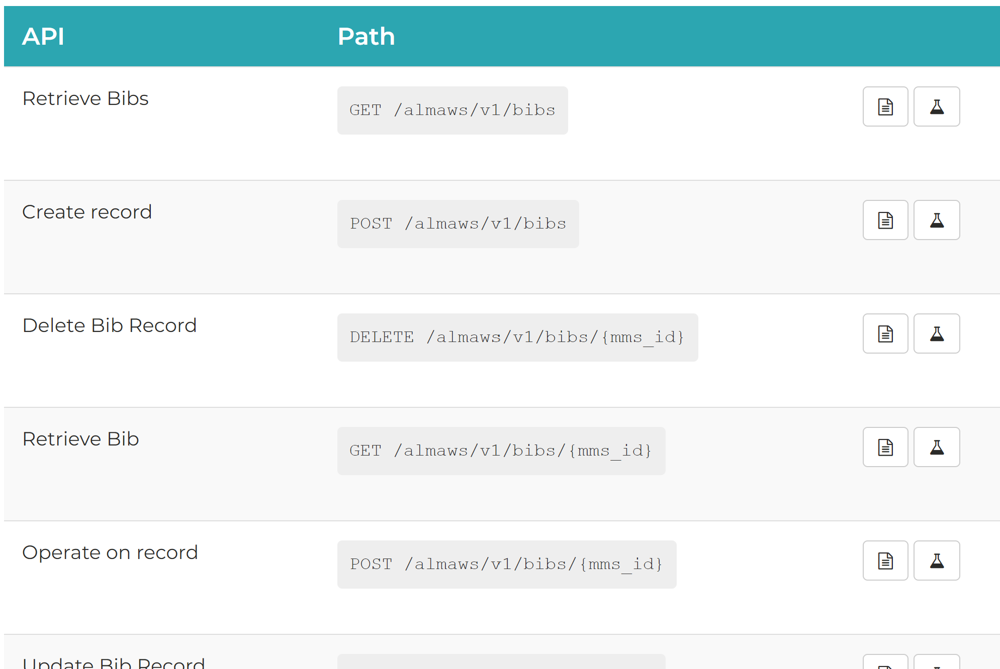 API Path
Retrieve Bibs GET /almaws/v1/bibs
Create record POST /almaws/v1/bibs
Delete Bib Record DELETE /almaws/v1/bibs/{mms_id}
Retrieve Bib GET /almaws/v1/bibs/{mms_id}
Operate on record POST /almaws/v1/bibs/{mms_id}
Update Bib Record